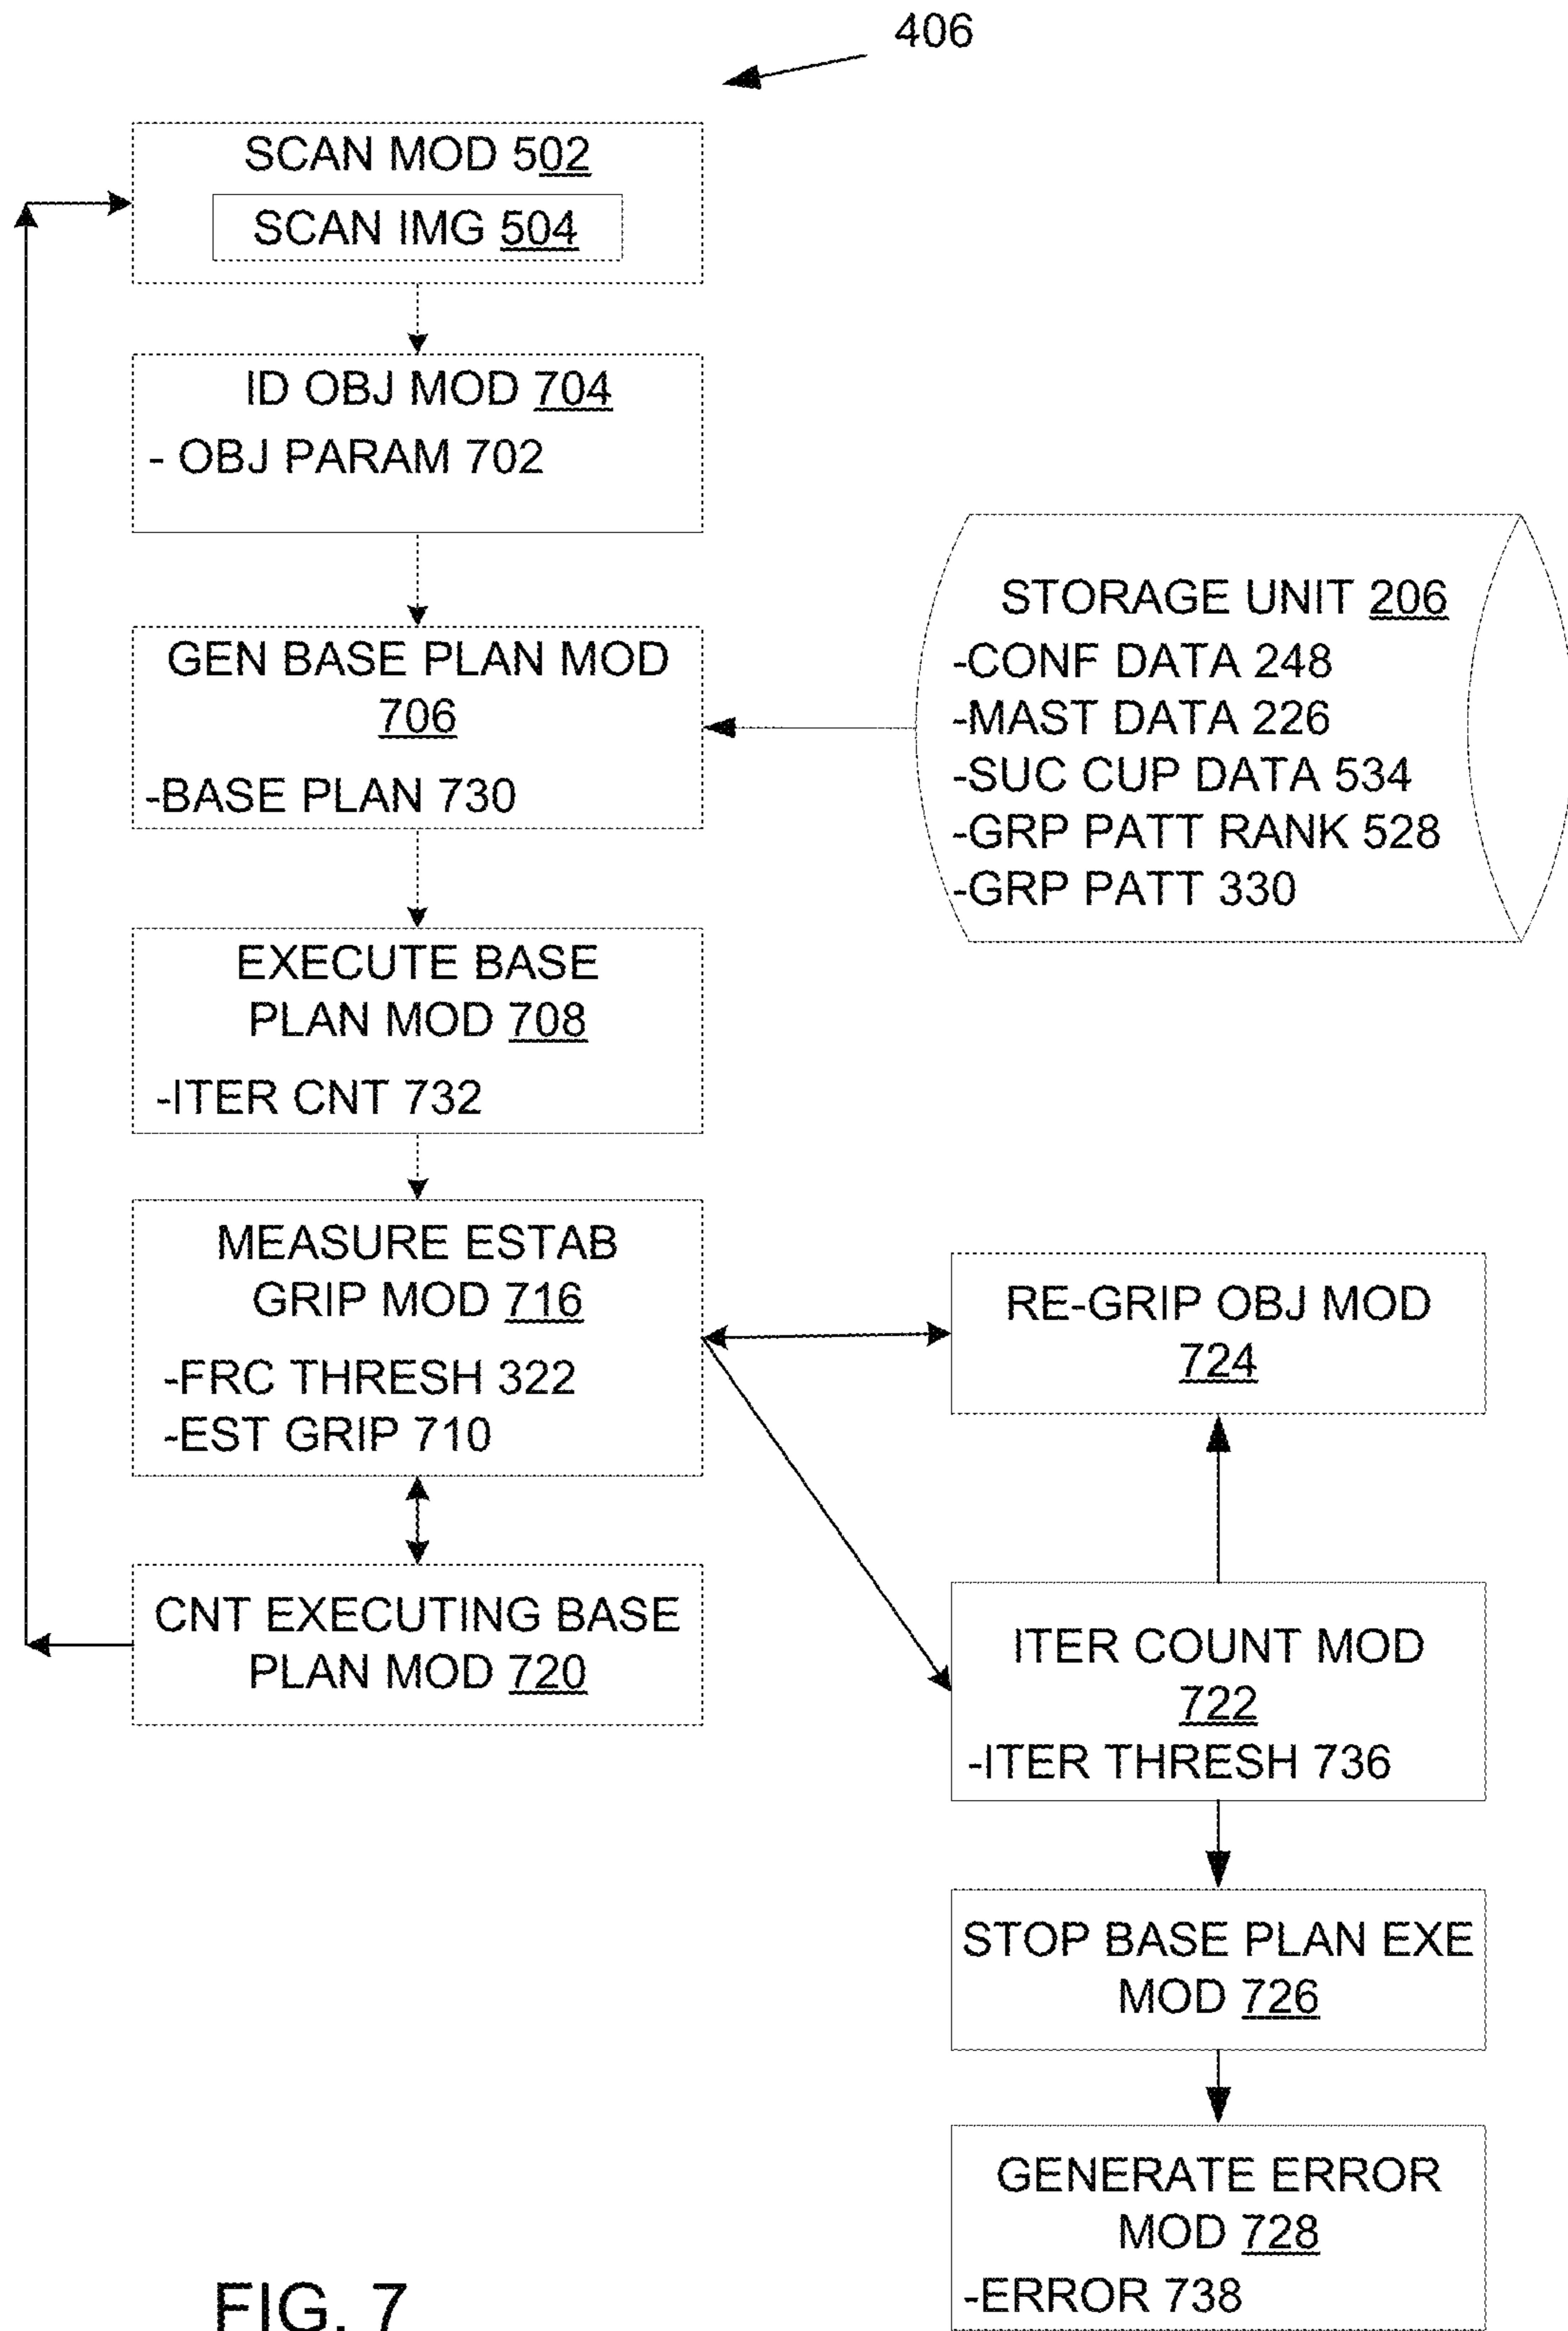 406
SCAN MOD 502
SCAN IMG 504
ID OBJ MOD 704
- OBJ PARAM 702
GEN BASE PLAN MOD
706
-BASE PLAN 730
STORAGE UNIT 206
-CONF DATA 248
-MAST DATA 226
-SUC CUP DATA 534
-GRP PATT RANK 528
-GRP PATT 330
EXECUTE BASE
PLAN MOD 708
-ITER CNT 732
MEASURE ESTAB
GRIP MOD 716
-FRC THRESH 322
-EST GRIP 710
RE-GRIP OBJ MOD
724
CNT EXECUTING BASE
PLAN MOD 720
ITER COUNT MOD
722
-ITER THRESH 736
STOP BASE PLAN EXE
MOD 726
GENERATE ERROR
MOD 728
-ERROR 738
FIG. 7